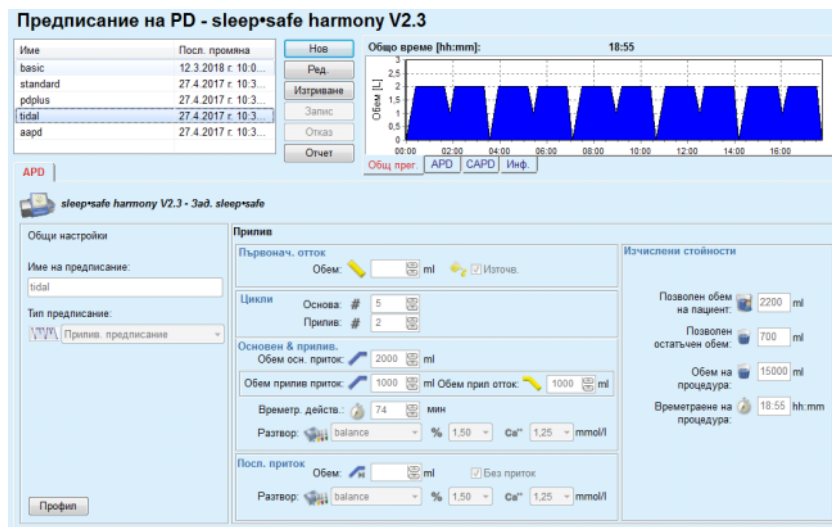 Предписание на PD - sleep•safe harmony V2.3
Име Посл. промяна
basic 12.3.2018 г. 10:0...
standard 27.4.2017 г. 10:3...
pdplus 27.4.2017 г. 10:3...
tidal 27.4.2017 г. 10:3...
aapd 27.4.2017 г. 10:3...
Нов
Ред.
Изтриване
Запис
Отказ
Отчет
Общо време [hh:mm]: 18:55
Обем [L]
3
2,5
2
1,5
1
0,5
0
00:00 02:00 04:00 06:00 08:00 10:00 12:00 14:00 16:00
Общ прег. APD CAPD Инф.
APD
sleep•safe harmony V2.3 - Зад. sleep•safe
Общи настройки
Име на предписание:
tidal
Тип предписание:
Прилив. предписание
Профил
Прилив
Първонач. отток
Обем: ml Източв.
Цикли
Основа: # 5
Прилив: # 2
Основен & прилив.
Обем осн. приток: 2000 ml
Обем прилив приток: 1000 ml Обем прил отток: 1000 ml
Времетр. действ.: 74 мин
Разтвор: balance % 1,50 Ca⁺⁺ 1,25 mmol/l
Посл. приток
Обем: ml Без приток
Разтвор: balance % 1,50 Ca⁺⁺ 1,25 mmol/l
Изчислени стойности
Позволен обем
на пациент: 2200 ml
Позволен
остатъчен обем: 700 ml
Обем на
процедура: 15000 ml
Времетраене на
процедура: 18:55 hh:mm